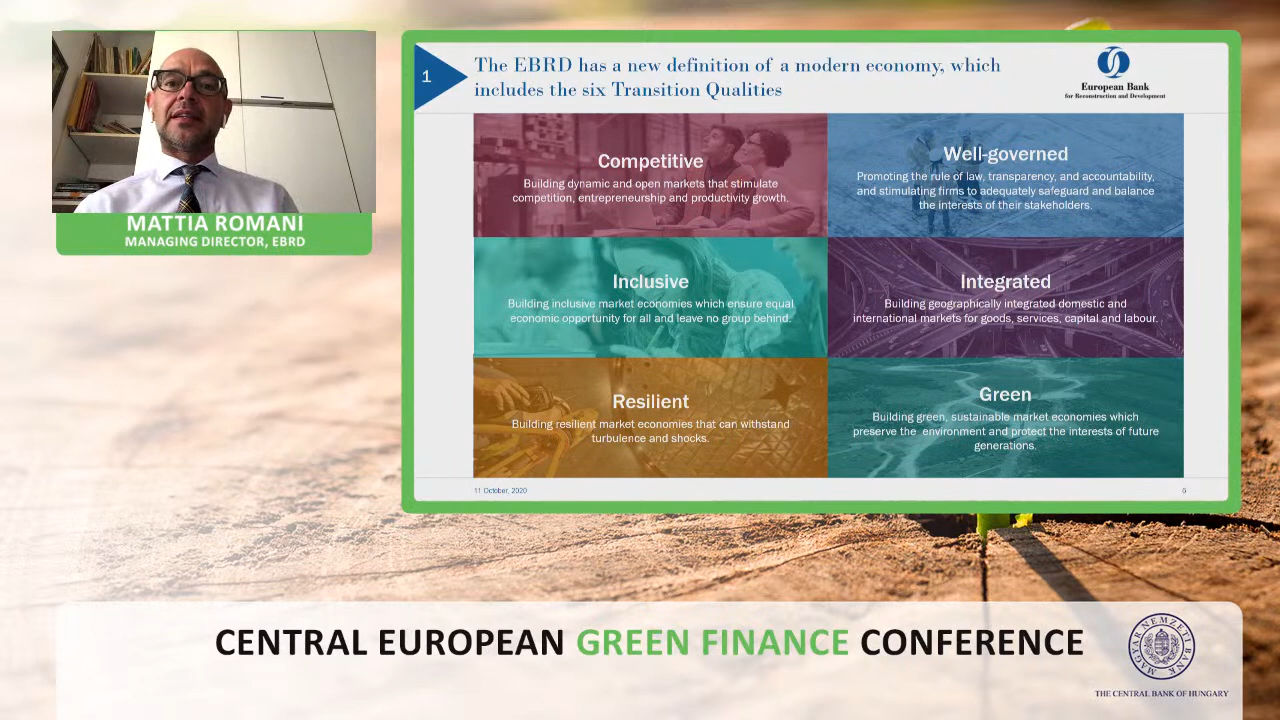 MATTIA ROMANI
MANAGING DIRECTOR, EBRD
1
The EBRD has a new definition of a modern economy, which
includes the six Transition Qualities
European Bank
for Reconstruction and Development
Competitive
Building dynamic and open markets that stimulate
competition, entrepreneurship and productivity growth.
Well-governed
Promoting the rule of law, transparency, and accountability,
and stimulating firms to adequately safeguard and balance
the interests of their stakeholders.
Inclusive
Building inclusive market economies which ensure equal
economic opportunity for all and leave no group behind.
Integrated
Building geographically integrated domestic and
international markets for goods, services, capital and labour.
Resilient
Building resilient market economies that can withstand
turbulence and shocks.
Green
Building green, sustainable market economies which
preserve the environment and protect the interests of future
generations.
11 October, 2020
6
CENTRAL EUROPEAN GREEN FINANCE CONFERENCE
MAGYAR NEMZETI BANK
THE CENTRAL BANK OF HUNGARY